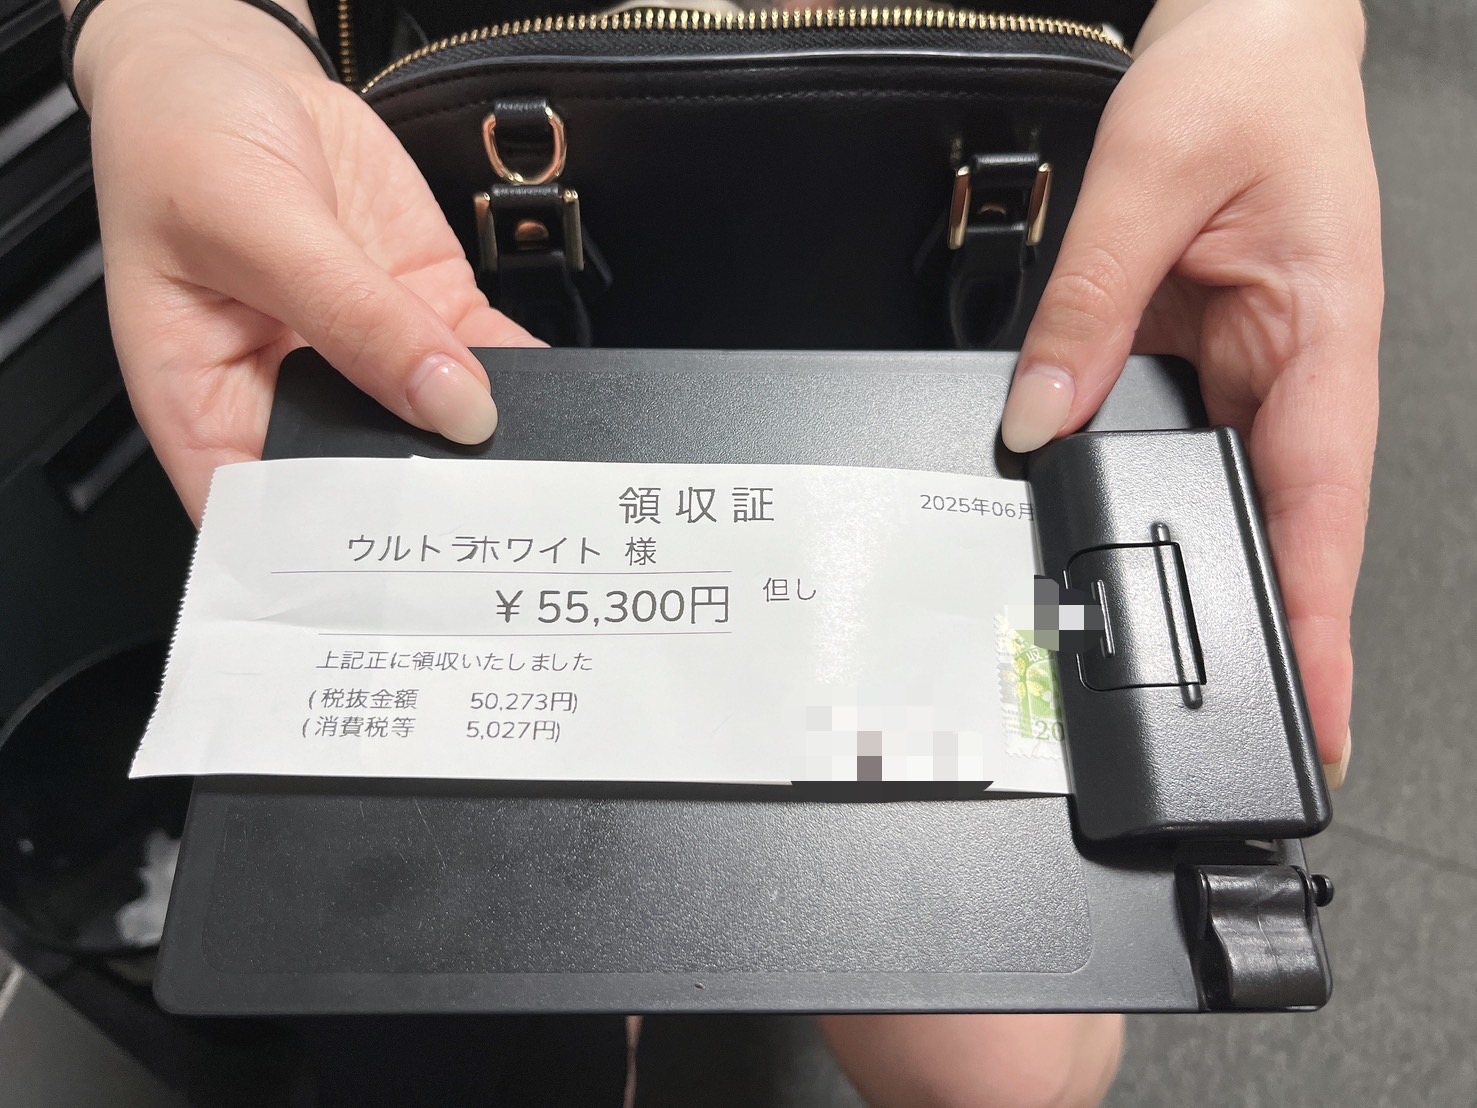 領収証
2025年06月
ウルトラホワイト 様
￥55,300円
但し
上記正に領収いたしました
(税抜金額 50,273円)
(消費税等 5,027円)
20